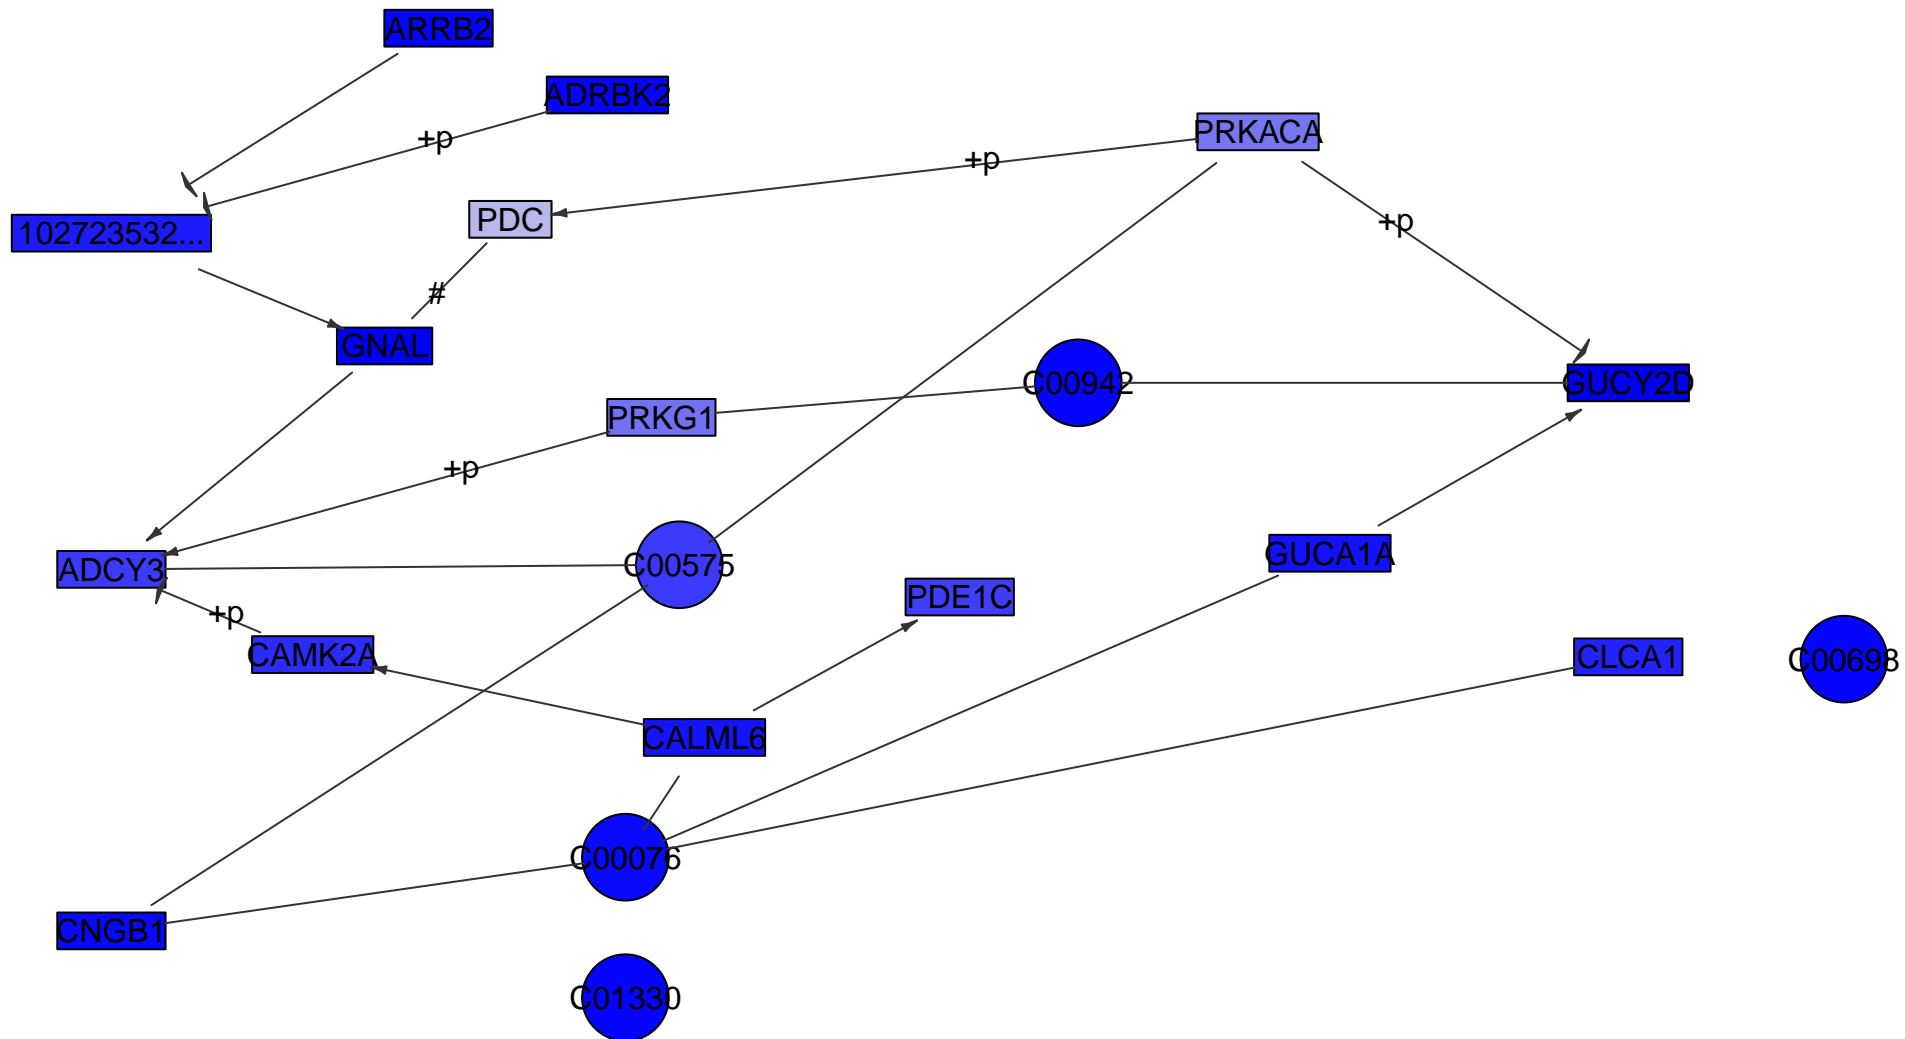 ARRB2
ADRBK2
PRKACA
+p
+p
PDC
+p
102723532...
#
GNAL
C00942
GUCY2D
PRKG1
+p
GUCA1A
ADCY3
C00575
PDE1C
+p
CAMK2A
CLCA1
C00698
CALML6
C00076
CNGB1
C01330